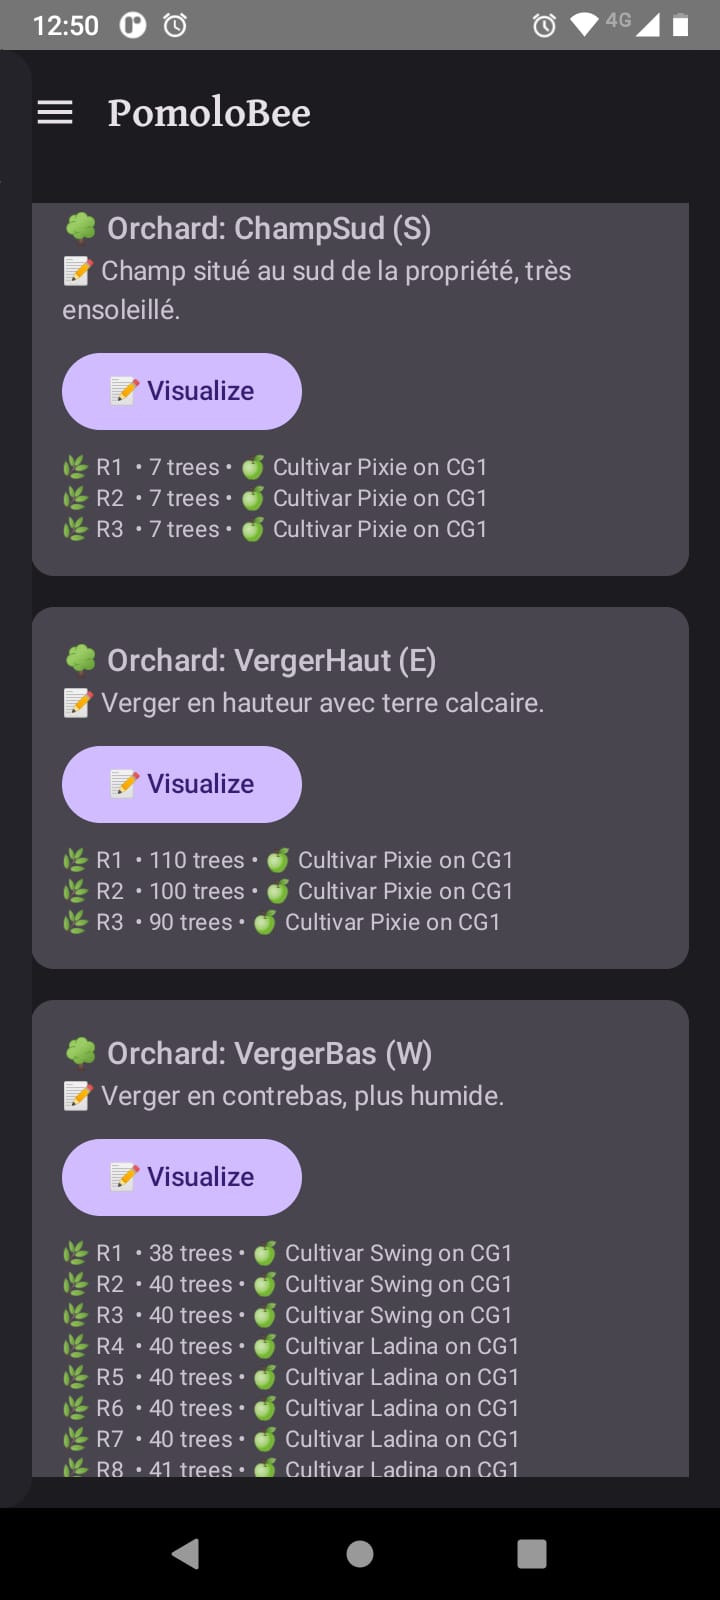 12:50
4G
PomoloBee
Orchard: ChampSud (S)
Champ situé au sud de la propriété, très
ensoleillé.
Visualize
R1 • 7 trees • Cultivar Pixie on CG1
R2 • 7 trees • Cultivar Pixie on CG1
R3 • 7 trees • Cultivar Pixie on CG1
Orchard: VergerHaut (E)
Verger en hauteur avec terre calcaire.
Visualize
R1 • 110 trees • Cultivar Pixie on CG1
R2 • 100 trees • Cultivar Pixie on CG1
R3 • 90 trees • Cultivar Pixie on CG1
Orchard: VergerBas (W)
Verger en contrebas, plus humide.
Visualize
R1 • 38 trees • Cultivar Swing on CG1
R2 • 40 trees • Cultivar Swing on CG1
R3 • 40 trees • Cultivar Swing on CG1
R4 • 40 trees • Cultivar Ladina on CG1
R5 • 40 trees • Cultivar Ladina on CG1
R6 • 40 trees • Cultivar Ladina on CG1
R7 • 40 trees • Cultivar Ladina on CG1
R8 • 41 trees • Cultivar Ladina on CG1